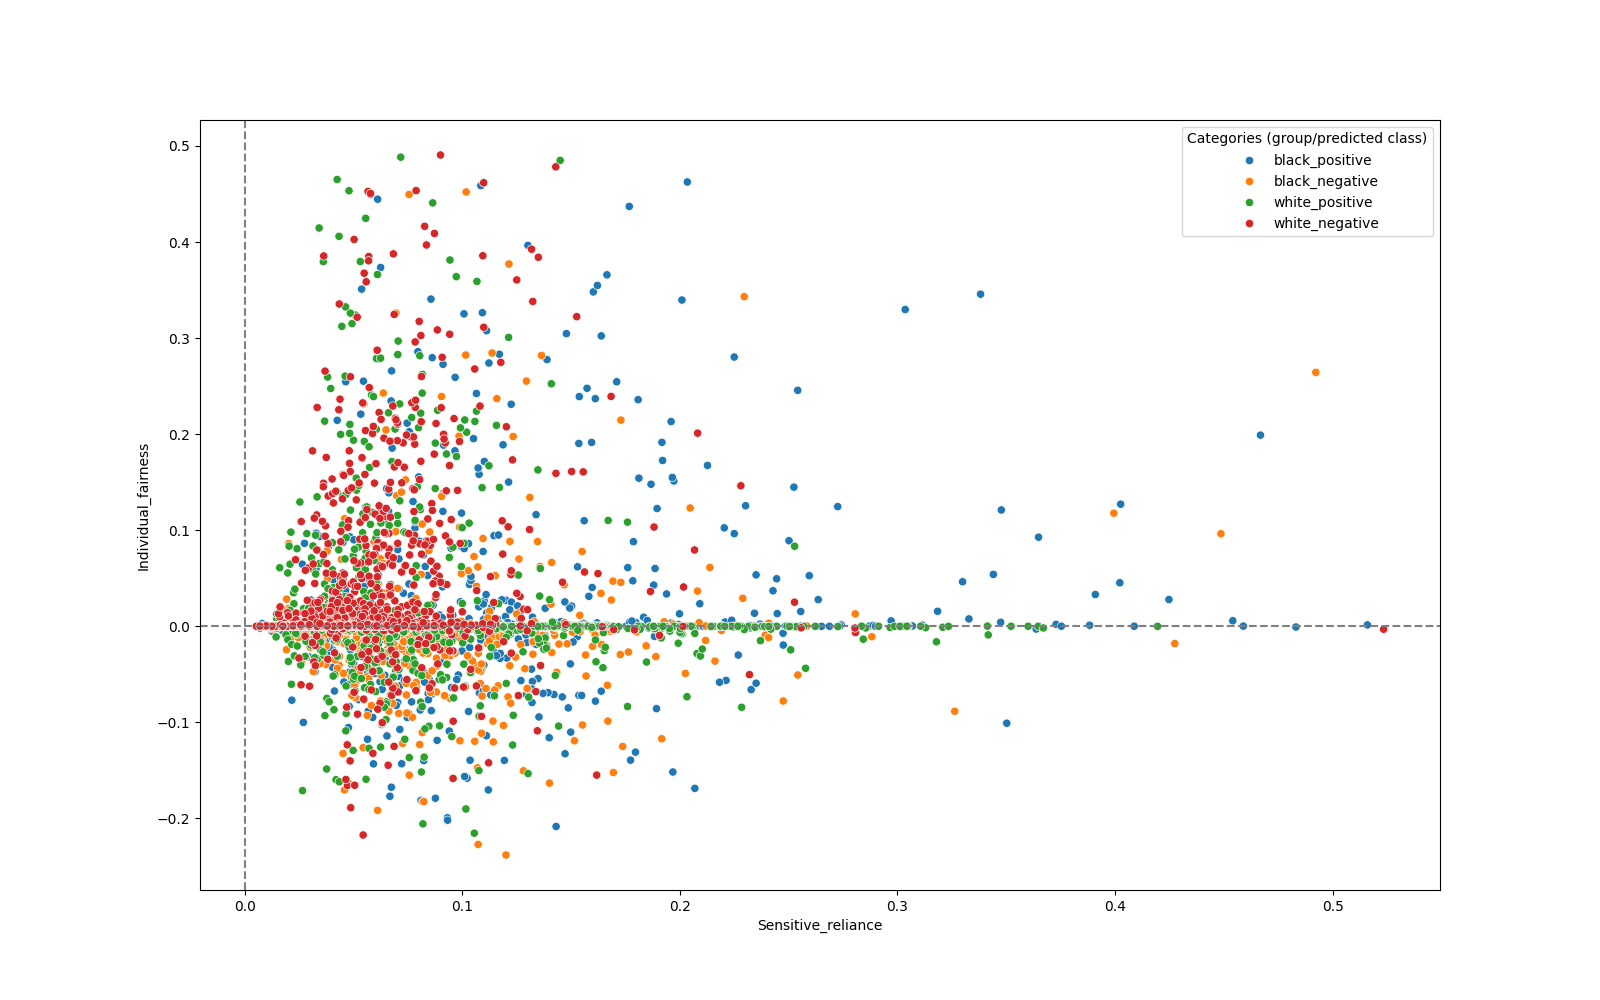 Categories (group/predicted class)
black_positive
black_negative
white_positive
white_negative
0.5
0.4
0.3
0.2
0.1
0.0
−0.1
−0.2
Individual_fairness
0.0
0.1
0.2
0.3
0.4
0.5
Sensitive_reliance